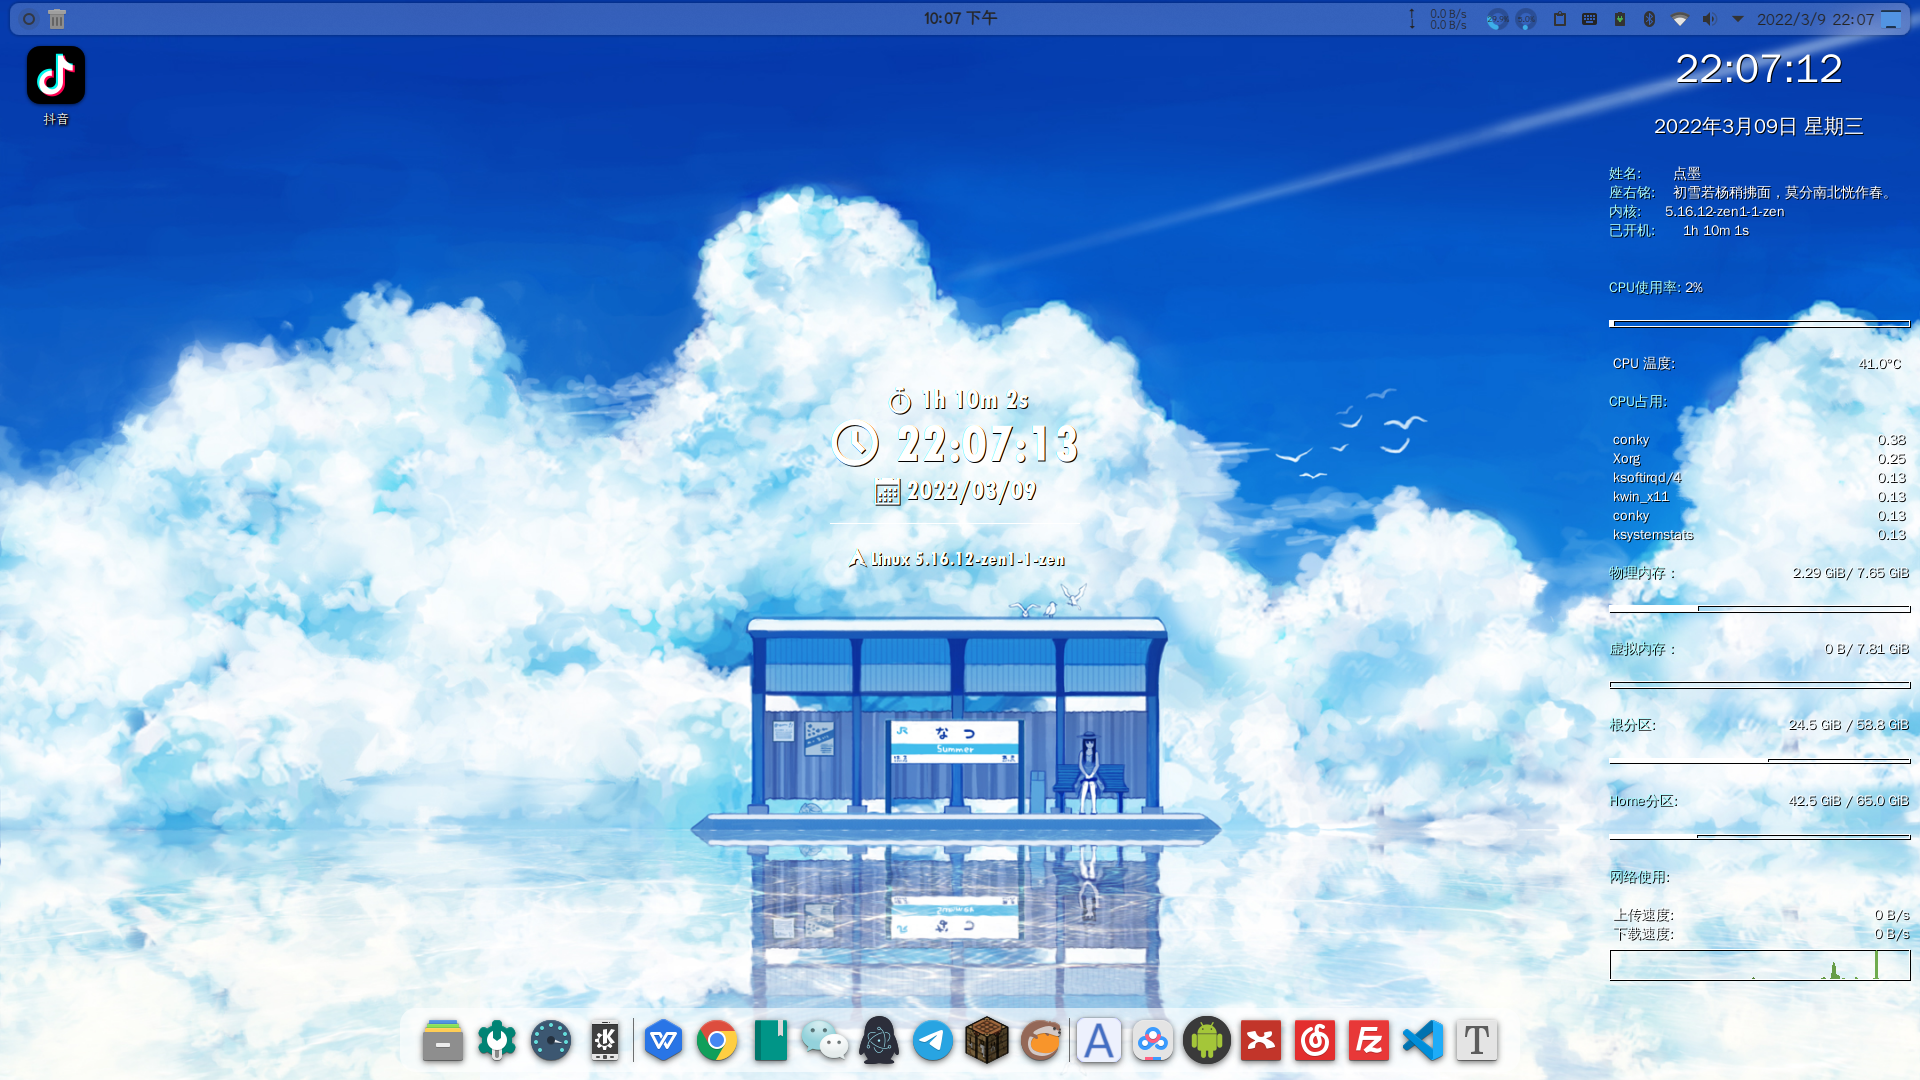 10:07 下午
0.0 B/s
0.0 B/s
2022/3/9 22:07
抖音
22:07:12
2022年3月09日 星期三
姓名: 点墨
座右铭: 初雪若杨稍拂面，莫分南北恍作春。
内核: 5.16.12-zen1-1-zen
已开机: 1h 10m 1s
CPU使用率: 2%
CPU 温度: 41.0°C
CPU占用:
conky 0.38
Xorg 0.25
ksoftirqd/4 0.13
kwin_x11 0.13
conky 0.13
ksystemstats 0.13
物理内存： 2.29 GiB/ 7.65 GiB
虚拟内存： 0 B/ 7.81 GiB
根分区: 24.5 GiB / 58.8 GiB
Home分区: 42.5 GiB / 65.0 GiB
网络使用:
上传速度: 0 B/s
下载速度: 0 B/s
1h 10m 2s
22:07:13
2022/03/09
Linux 5.16.12-zen1-1-zen
JR なつ
Summer